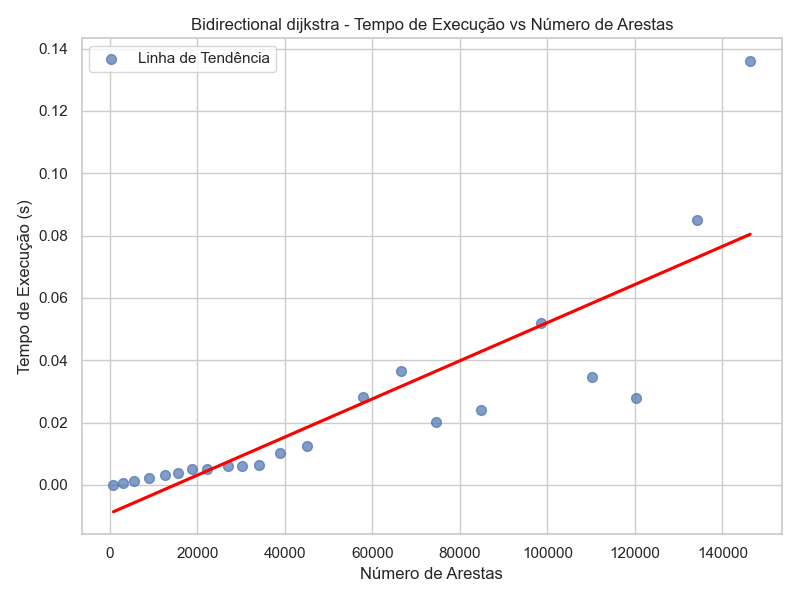 Bidirectional dijkstra - Tempo de Execução vs Número de Arestas
Linha de Tendência
0.14
0.12
0.10
0.08
0.06
0.04
0.02
0.00
Tempo de Execução (s)
0 20000 40000 60000 80000 100000 120000 140000
Número de Arestas